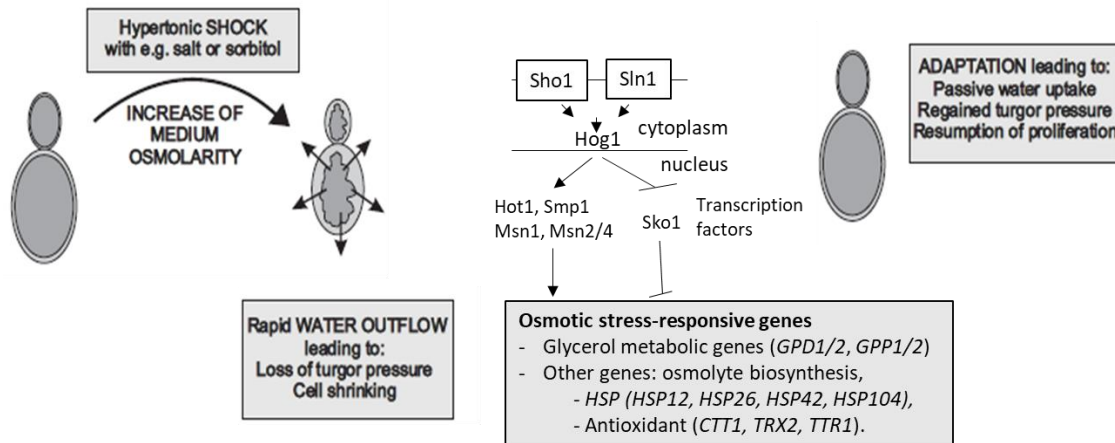 Hypertonic SHOCK
with e.g. salt or sorbitol
INCREASE OF
MEDIUM
OSMOLARITY
Rapid WATER OUTFLOW
leading to:
Loss of turgor pressure
Cell shrinking
Sho1 Sln1
cytoplasm
Hog1
nucleus
Hot1, Smp1
Msn1, Msn2/4
Sko1
Transcription
factors
Osmotic stress-responsive genes
- Glycerol metabolic genes (GPD1/2, GPP1/2)
- Other genes: osmolyte biosynthesis,
- HSP (HSP12, HSP26, HSP42, HSP104),
- Antioxidant (CTT1, TRX2, TTR1).
ADAPTATION leading to:
Passive water uptake
Regained turgor pressure
Resumption of proliferation